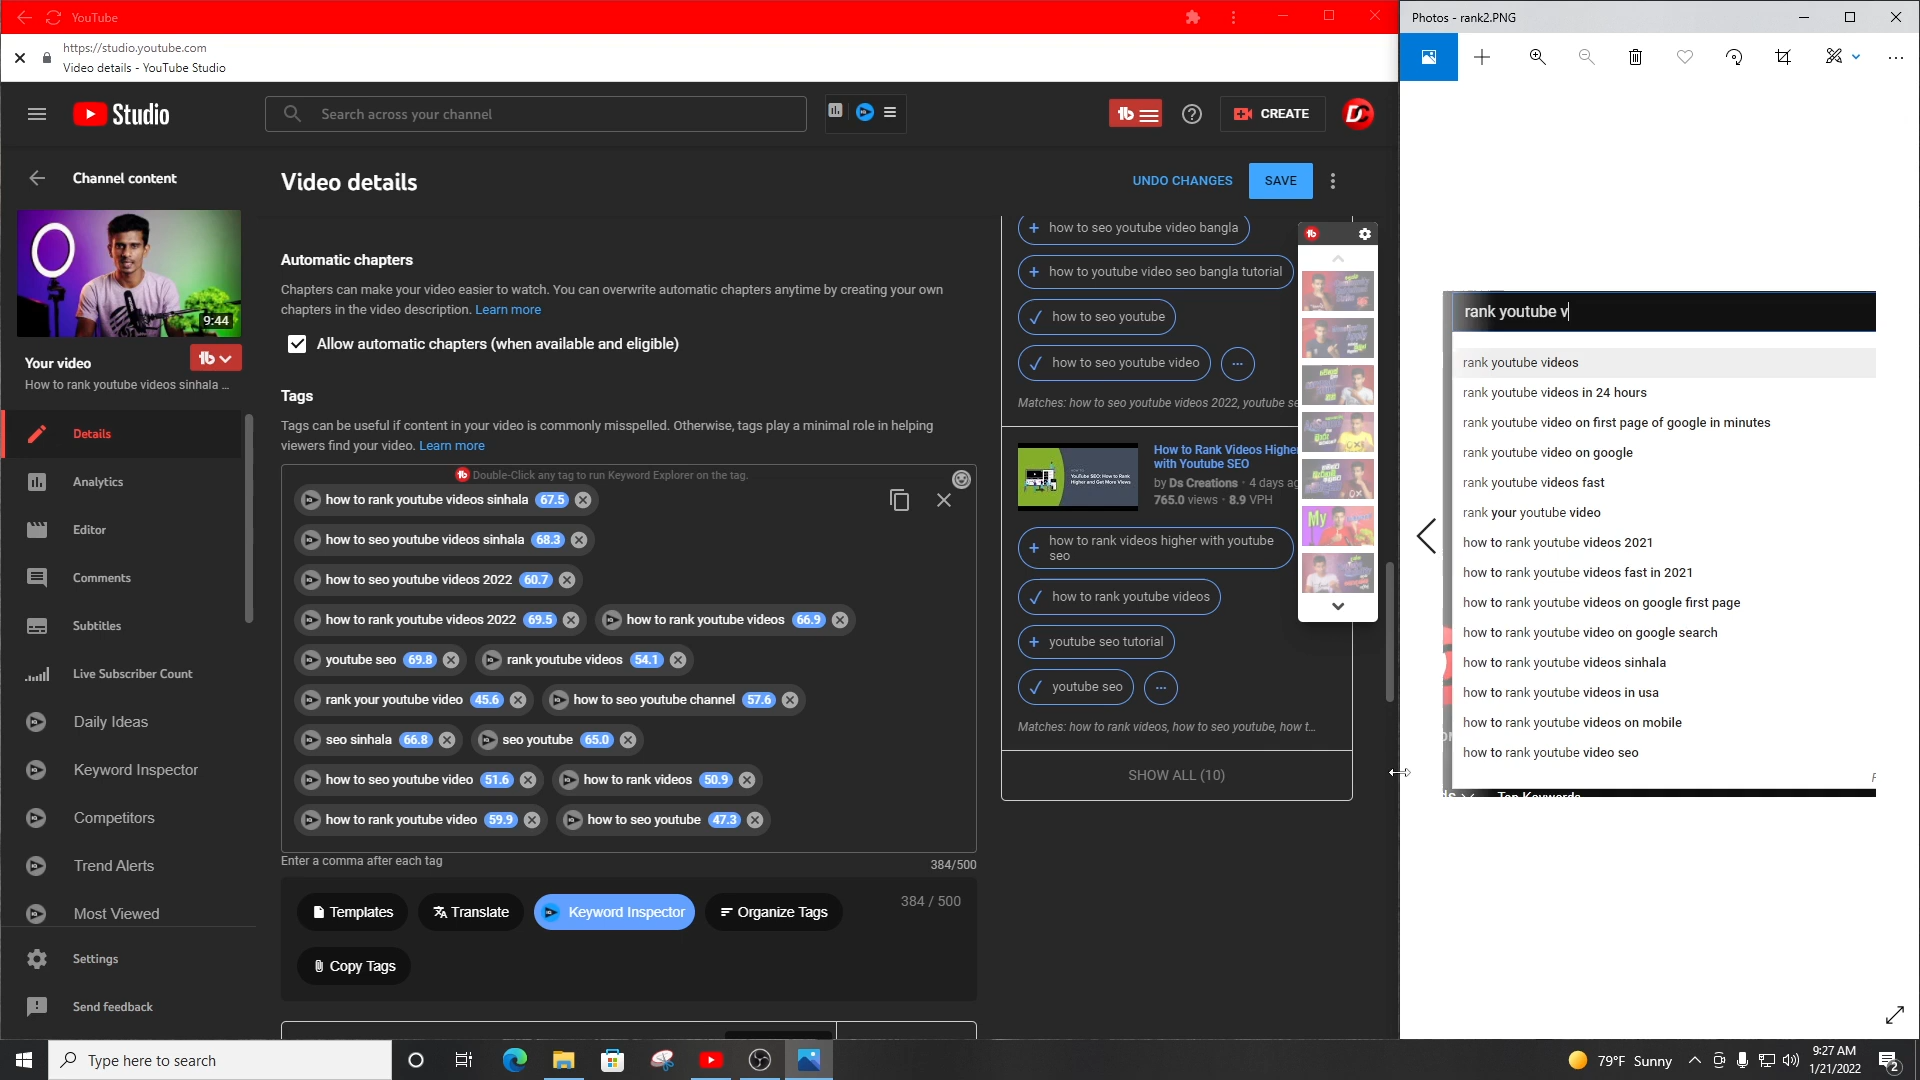 YouTube
https://studio.youtube.com
Video details - YouTube Studio
Studio
Search across your channel
CREATE
Channel content
9:44
Your video
How to rank youtube videos sinhala ...
Details
Analytics
Editor
Comments
Subtitles
Live Subscriber Count
Daily Ideas
Keyword Inspector
Competitors
Trend Alerts
Most Viewed
Settings
Send feedback
Video details
UNDO CHANGES
SAVE
Automatic chapters
Chapters can make your video easier to watch. You can overwrite automatic chapters anytime by creating your own
chapters in the video description. Learn more
Allow automatic chapters (when available and eligible)
Tags
Tags can be useful if content in your video is commonly misspelled. Otherwise, tags play a minimal role in helping
viewers find your video. Learn more
Double-Click any tag to run Keyword Explorer on the tag.
how to rank youtube videos sinhala 67.5
how to seo youtube videos sinhala 68.3
how to seo youtube videos 2022 60.7
how to rank youtube videos 2022 69.5 how to rank youtube videos 66.9
youtube seo 69.8 rank youtube videos 54.1
rank your youtube video 45.6 how to seo youtube channel 57.6
seo sinhala 66.8 seo youtube 65.0
how to seo youtube video 51.6 how to rank videos 50.9
how to rank youtube video 59.9 how to seo youtube 47.3
Enter a comma after each tag
384/500
Templates Translate Keyword Inspector Organize Tags
384 / 500
Copy Tags
+ how to seo youtube video bangla
+ how to youtube video seo bangla tutorial
how to seo youtube
how to seo youtube video
Matches: how to seo youtube videos 2022, youtube se
How to Rank Videos Highe
with Youtube SEO
by Ds Creations • 4 days ag
765.0 views • 8.9 VPH
+ how to rank videos higher with youtube
seo
how to rank youtube videos
+ youtube seo tutorial
youtube seo
Matches: how to rank videos, how to seo youtube, how t...
SHOW ALL (10)
My
Photos - rank2.PNG
rank youtube v
rank youtube videos
rank youtube videos in 24 hours
rank youtube video on first page of google in minutes
rank youtube video on google
rank youtube videos fast
rank your youtube video
how to rank youtube videos 2021
how to rank youtube videos fast in 2021
how to rank youtube videos on google first page
how to rank youtube video on google search
how to rank youtube videos sinhala
how to rank youtube videos in usa
how to rank youtube videos on mobile
how to rank youtube video seo
Type here to search
79°F Sunny
9:27 AM
1/21/2022
2